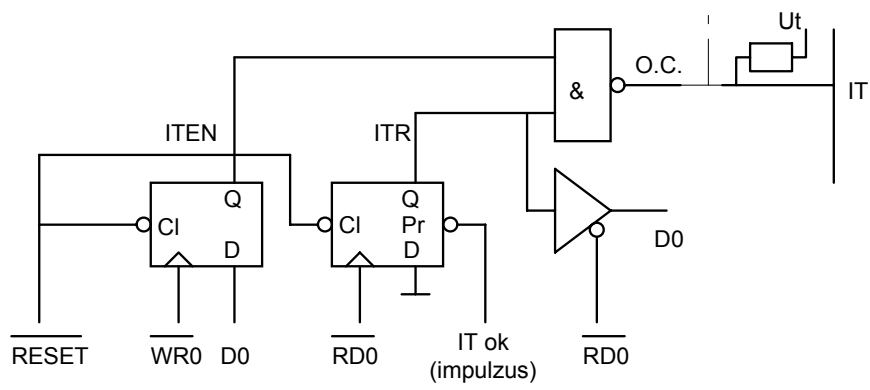 Ut
O.C.
&
IT
ITEN
ITR
Q
Q
Cl
Cl
Pr
D
D
D0
RESET
WR0
D0
RD0
IT ok
(impulzus)
RD0